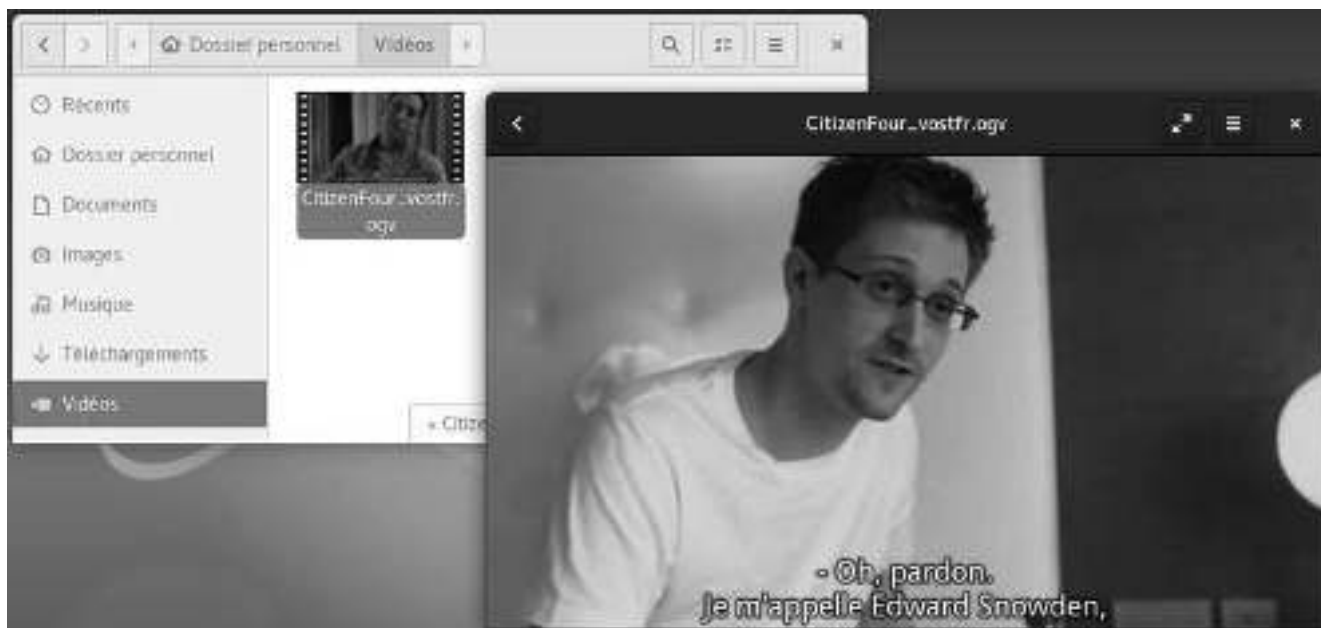 Dossier personnel Vidéos
Récents
Dossier personnel
Documents
Images
Musique
Téléchargements
Vidéos
CitizenFour_vostfr.
ogv
« Citize
CitizenFour_vostfr.ogv
- Oh, pardon.
Je m'appelle Edward Snowden,